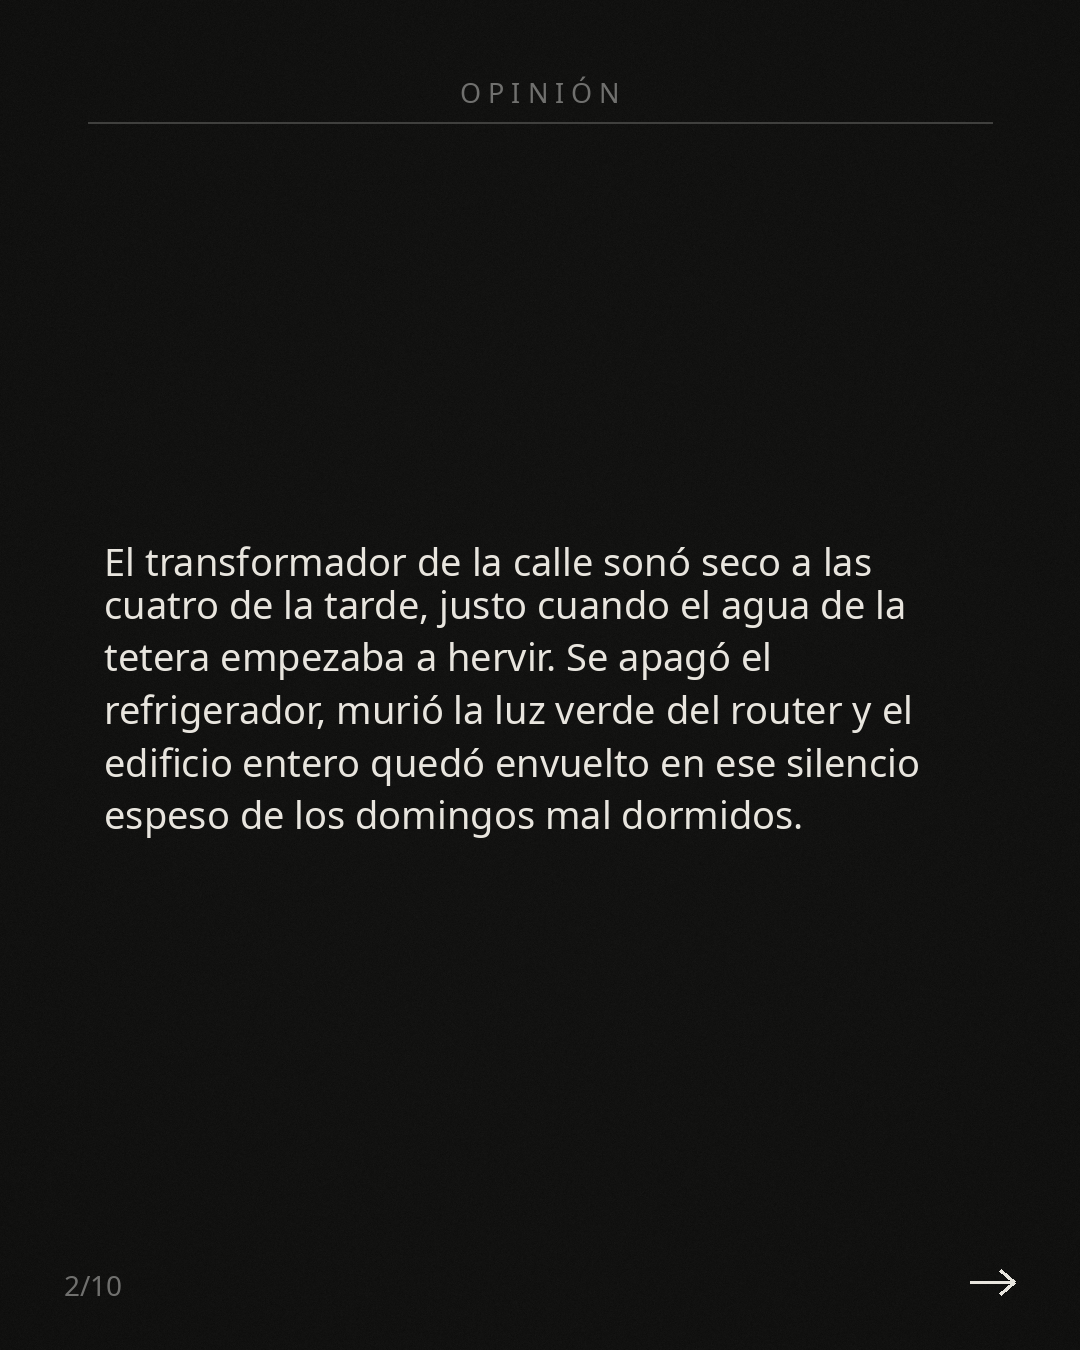 OPINIÓN
El transformador de la calle sonó seco a las
cuatro de la tarde, justo cuando el agua de la
tetera empezaba a hervir. Se apagó el
refrigerador, murió la luz verde del router y el
edificio entero quedó envuelto en ese silencio
espeso de los domingos mal dormidos.
2/10